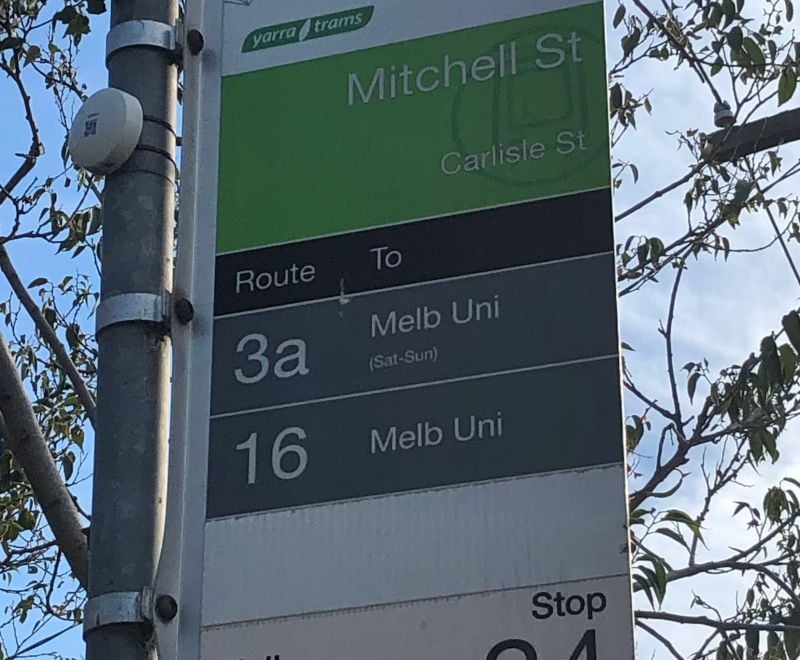 yarra trams
Mitchell St
Carlisle St
Route To
3a Melb Uni
(Sat-Sun)
16 Melb Uni
Stop